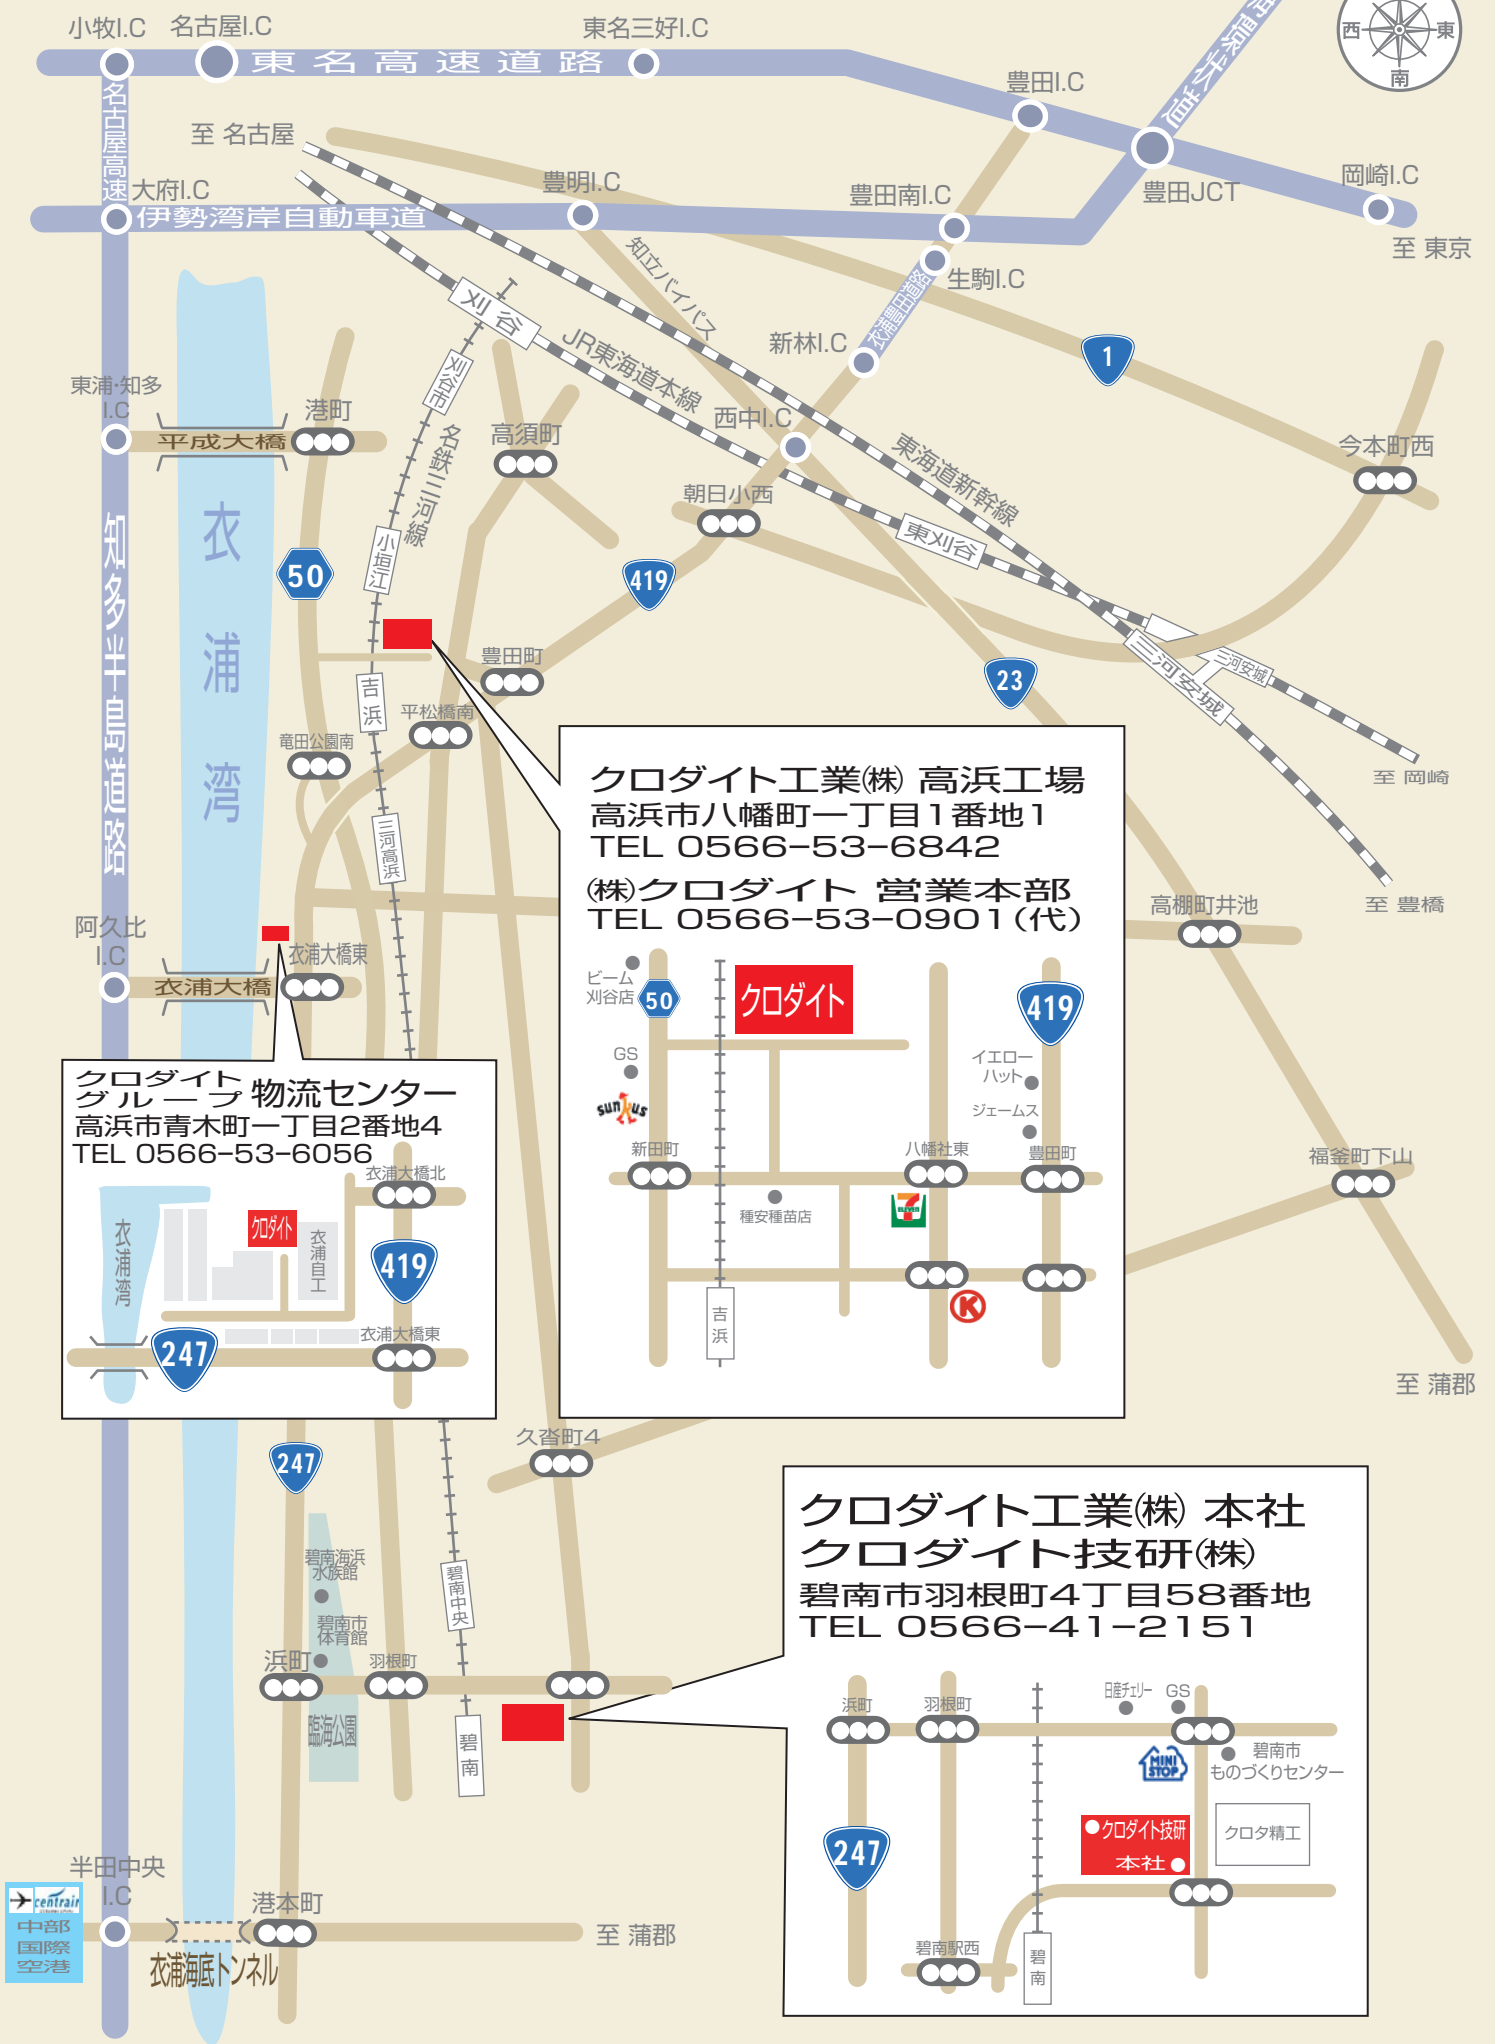 小牧I.C
名古屋I.C
東名三好I.C
東名高速道路
西
東
南
豊田I.C
名古屋高速
至 名古屋
大府I.C
豊明I.C
豊田南I.C
豊田JCT
岡崎I.C
伊勢湾岸自動車道
至 東京
知立バイパス
生駒I.C
衣浦豊田道路
刈谷
新林I.C
JR東海道本線
1
刈谷市
東浦・知多
I.C
港町
平成大橋
名鉄三河線
高須町
西中I.C
東海道新幹線
今本町西
朝日小西
知多半島道路
衣浦湾
小垣江
東刈谷
50
419
豊田町
三河安城
三河安城
23
吉浜
平松橋南
竜田公園南
至 岡崎
三河高浜
クロダイト工業㈱ 高浜工場
高浜市八幡町一丁目1番地1
TEL 0566-53-6842
㈱クロダイト 営業本部
TEL 0566-53-0901(代)
高棚町井池
至 豊橋
阿久比
I.C
衣浦大橋東
衣浦大橋
ビーム
刈谷店
50
クロダイト
419
GS
イエロー
ハット
sunkus
ジェームス
新田町
八幡社東
豊田町
種安種苗店
7
ELEVEN
K
吉浜
クロダイト
グループ 物流センター
高浜市青木町一丁目2番地4
TEL 0566-53-6056
衣浦大橋北
衣浦湾
クロダイト
衣浦自工
419
衣浦大橋東
247
福釜町下山
至 蒲郡
久沓町4
247
碧南海浜
水族館
碧南中央
碧南市
体育館
浜町
羽根町
臨海公園
碧南
クロダイト工業㈱ 本社
クロダイト技研㈱
碧南市羽根町4丁目58番地
TEL 0566-41-2151
浜町
羽根町
日産チェリー
GS
MINI
STOP
碧南市
ものづくりセンター
247
クロダイト技研
本社
クロタ精工
碧南駅西
碧南
半田中央
I.C
centrair
中部
国際
空港
港本町
至 蒲郡
衣浦海底トンネル